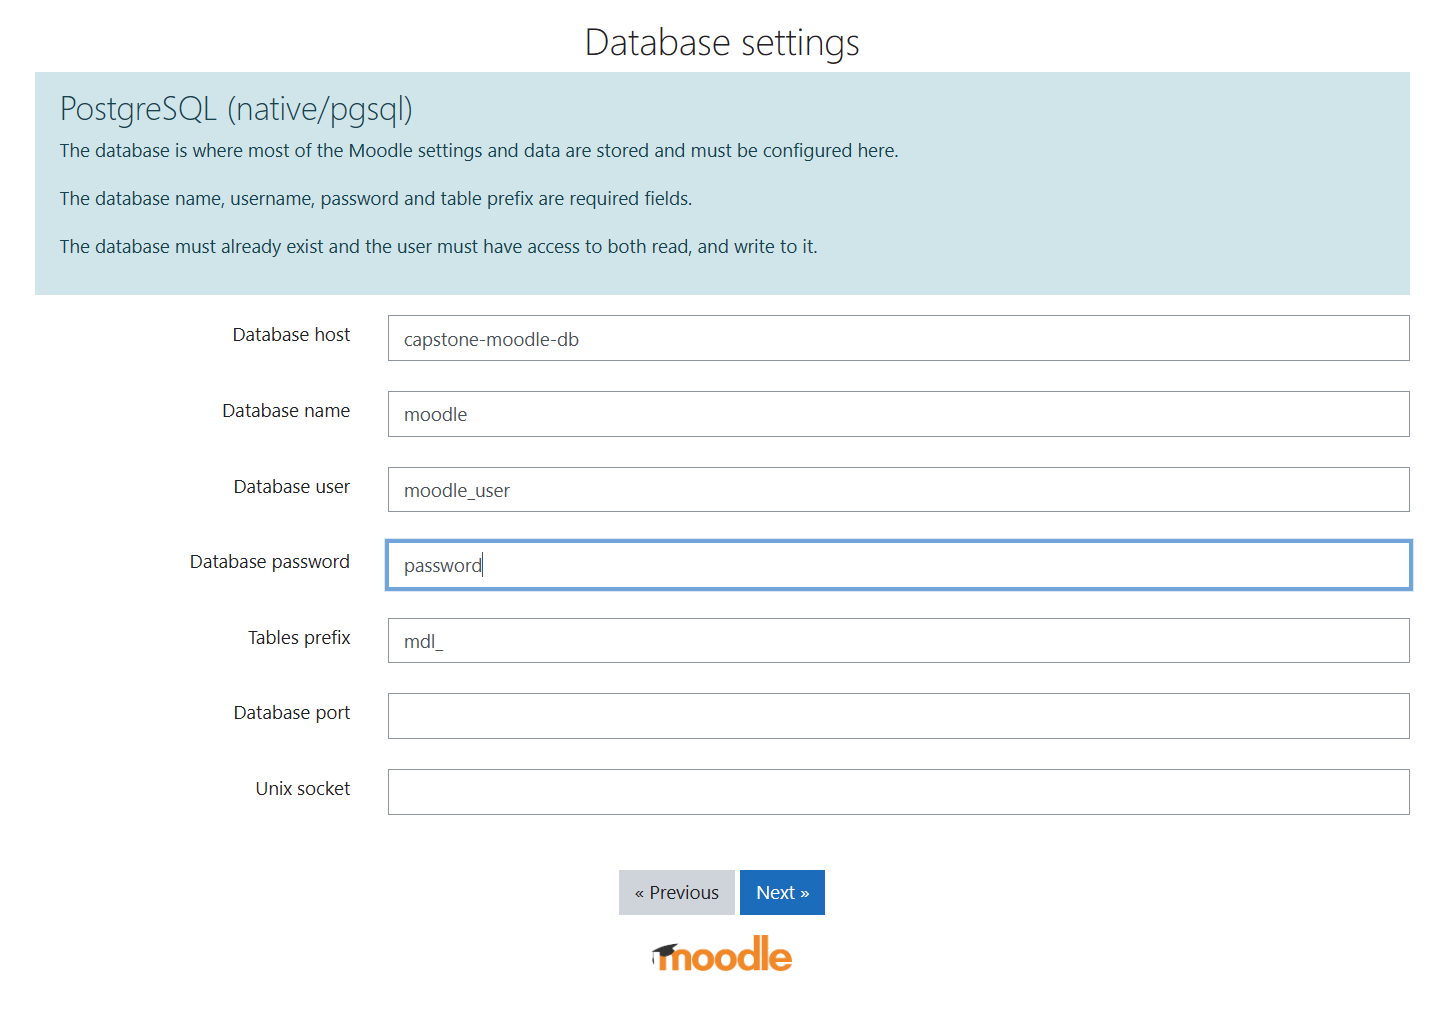 Database settings
PostgreSQL (native/pgsql)
The database is where most of the Moodle settings and data are stored and must be configured here.
The database name, username, password and table prefix are required fields.
The database must already exist and the user must have access to both read, and write to it.
Database host
capstone-moodle-db
Database name
moodle
Database user
moodle_user
Database password
password
Tables prefix
mdl_
Database port
Unix socket
« Previous
Next »
moodle